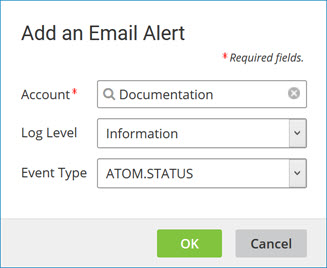 Add an Email Alert
* Required fields.
Account* Documentation
Log Level Information
Event Type ATOM.STATUS
OK Cancel